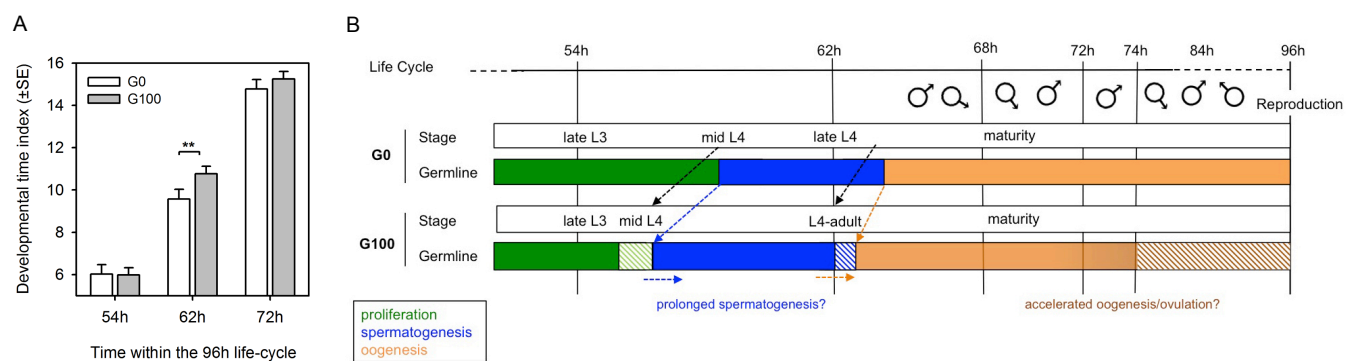 A
Developmental time index (±SE)
16
14
12
10
8
6
G0
G100
**
54h
62h
72h
Time within the 96h life-cycle
B
54h
62h
68h
72h
74h
84h
96h
Life Cycle
Reproduction
G0
Stage
late L3
mid L4
late L4
maturity
Germline
G100
Stage
late L3
mid L4
L4-adult
maturity
Germline
prolonged spermatogenesis?
accelerated oogenesis/ovulation?
proliferation
spermatogenesis
oogenesis